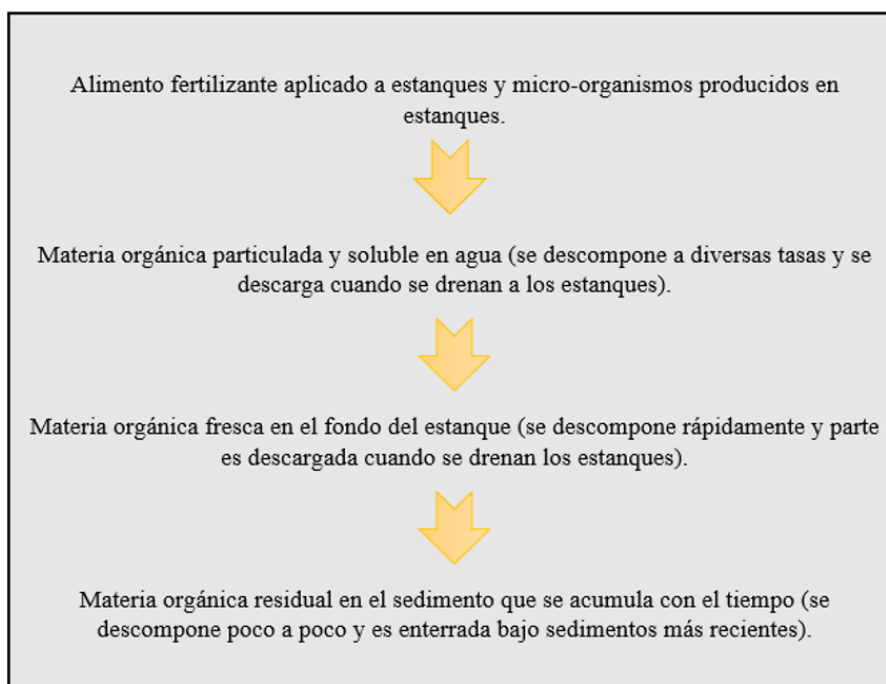 Alimento fertilizante aplicado a estanques y micro-organismos producidos en
estanques.
Materia orgánica particulada y soluble en agua (se descompone a diversas tasas y se
descarga cuando se drenan a los estanques).
Materia orgánica fresca en el fondo del estanque (se descompone rápidamente y parte
es descargada cuando se drenan los estanques).
Materia orgánica residual en el sedimento que se acumula con el tiempo (se
descompone poco a poco y es enterrada bajo sedimentos más recientes).